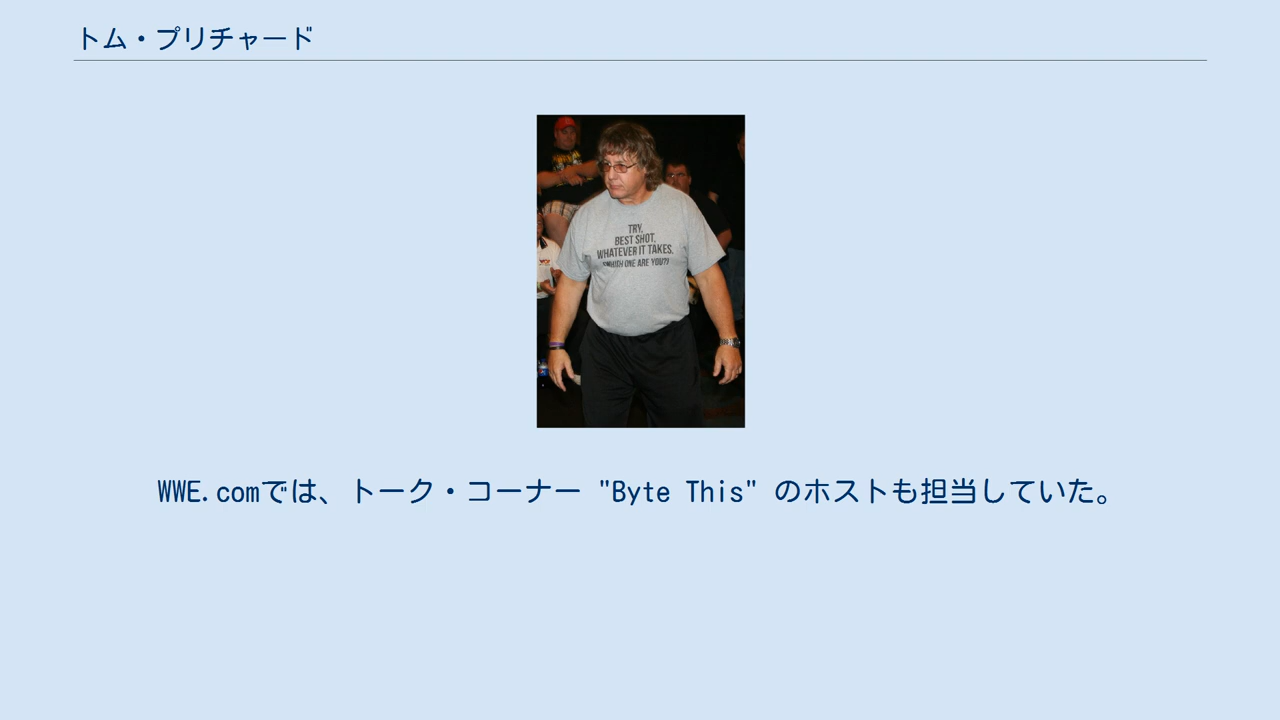 トム・プリチャード
TRY.
BEST SHOT.
WHATEVER IT TAKES.
WWE.comでは、トーク・コーナー "Byte This" のホストも担当していた。